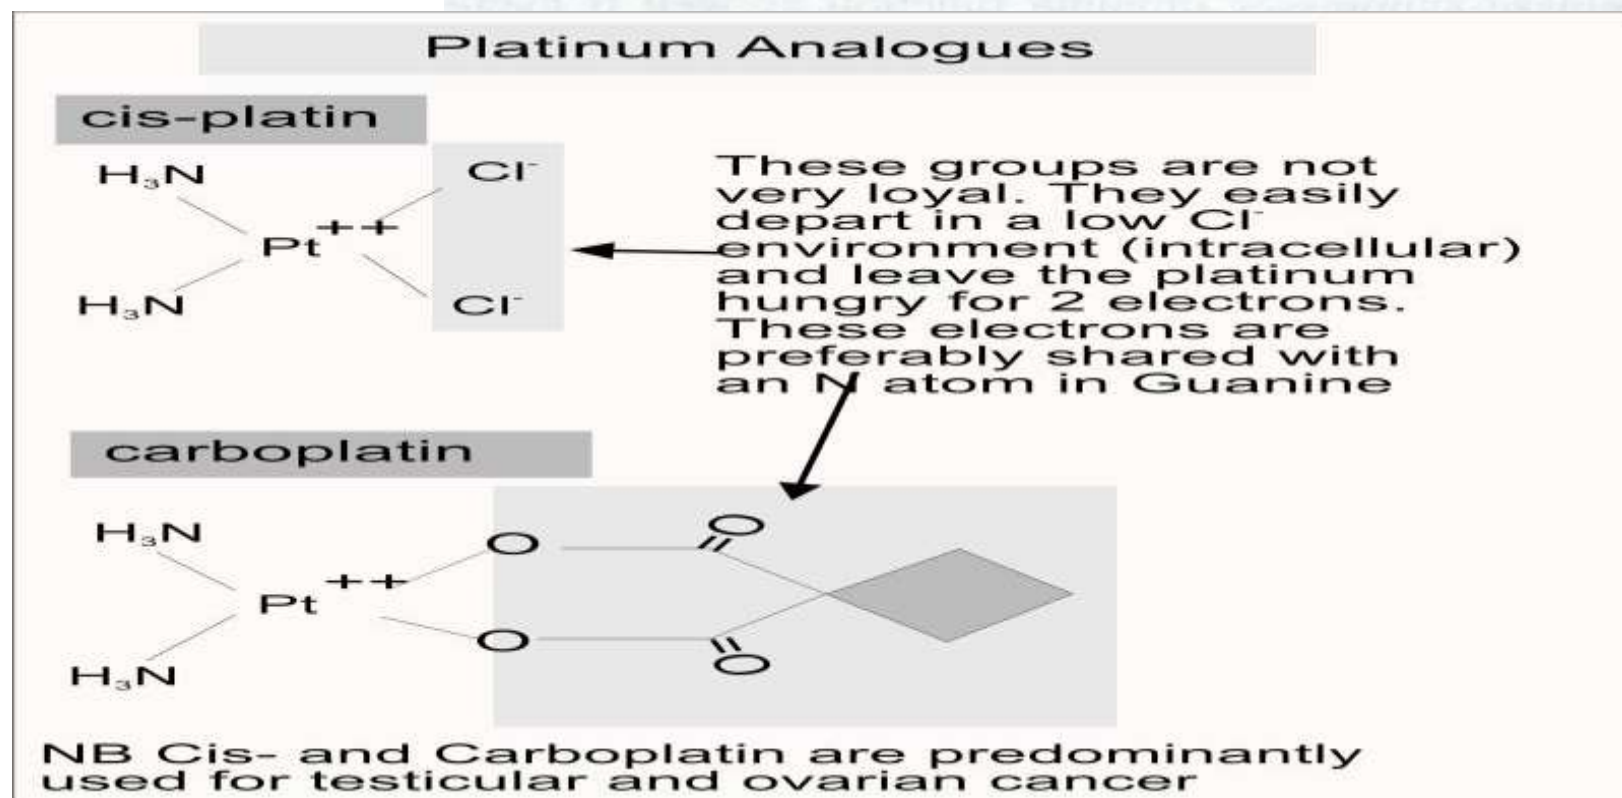 Platinum Analogues
cis-platin
H₃N
Cl⁻
Pt
++
H₃N
Cl⁻
These groups are not
very loyal. They easily
depart in a low Cl⁻
environment (intracellular)
and leave the platinum
hungry for 2 electrons.
These electrons are
preferably shared with
an N atom in Guanine
carboplatin
H₃N
O
O
Pt
++
H₃N
O
O
NB Cis- and Carboplatin are predominantly
used for testicular and ovarian cancer